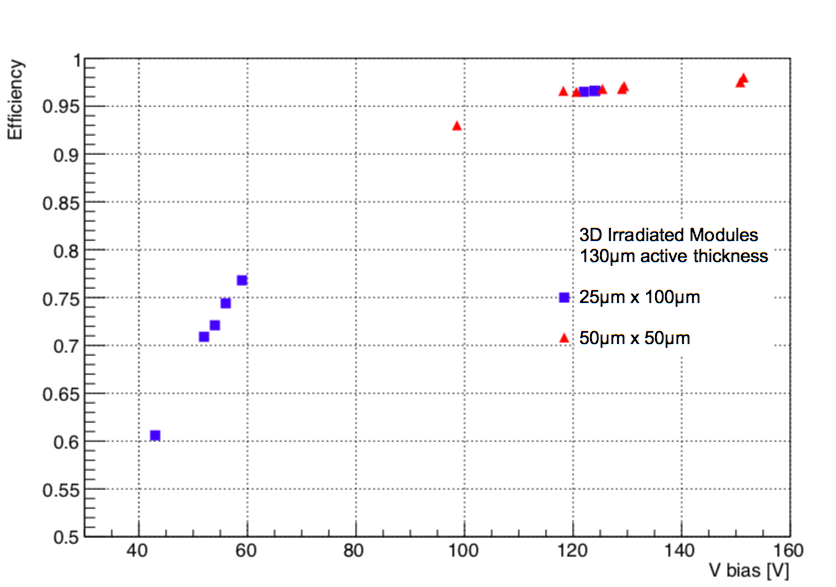 Efficiency
1
0.95
0.9
0.85
0.8
0.75
0.7
0.65
0.6
0.55
0.5
3D Irradiated Modules
130µm active thickness
25µm x 100µm
50µm x 50µm
40 60 80 100 120 140 160
V bias [V]